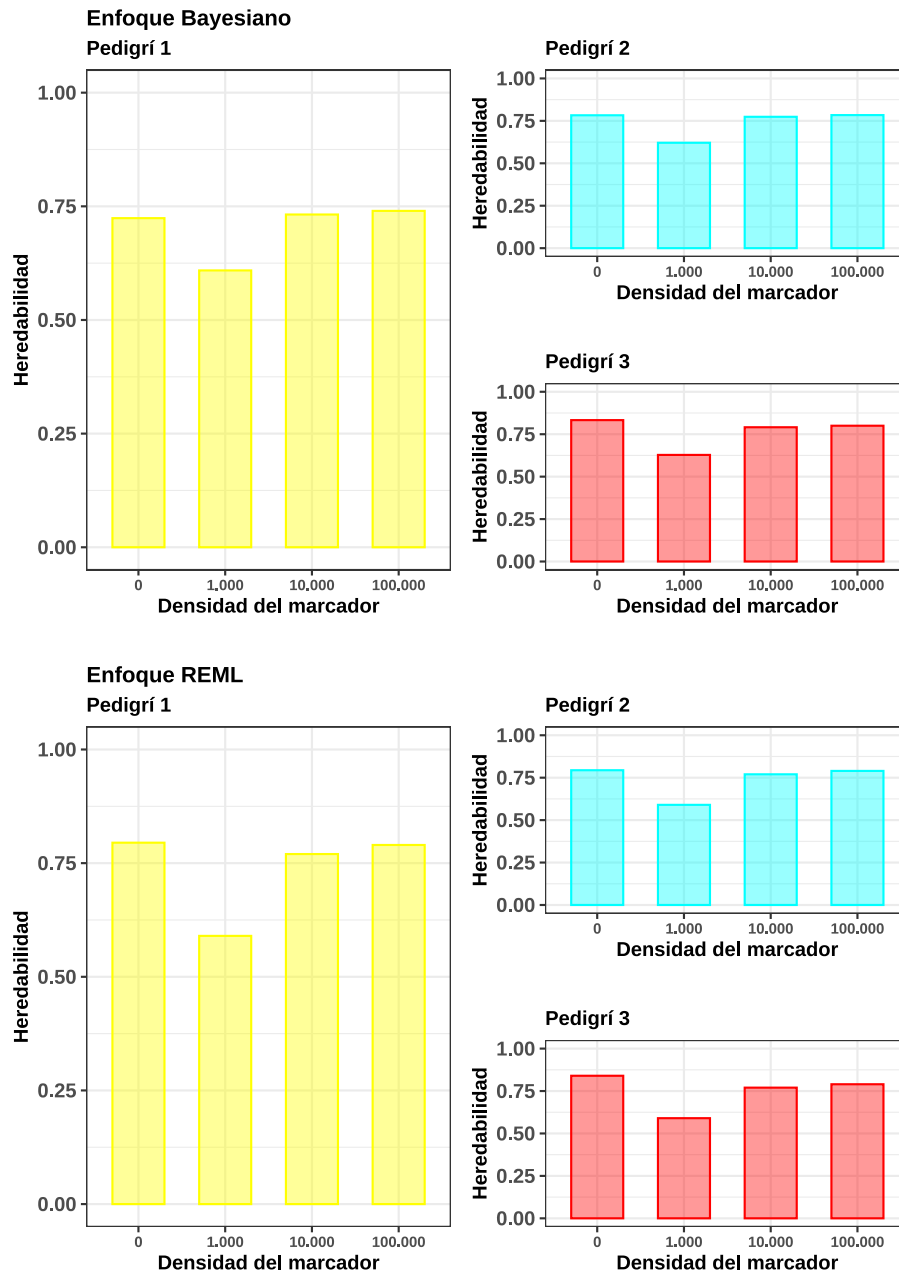 Enfoque Bayesiano
Pedigrí 1
1.00
0.75
0.50
0.25
0.00
Heredabilidad
0 1.000 10.000 100.000
Densidad del marcador
Pedigrí 2
1.00
0.75
0.50
0.25
0.00
Heredabilidad
0 1.000 10.000 100.000
Densidad del marcador
Pedigrí 3
1.00
0.75
0.50
0.25
0.00
Heredabilidad
0 1.000 10.000 100.000
Densidad del marcador
Enfoque REML
Pedigrí 1
1.00
0.75
0.50
0.25
0.00
Heredabilidad
0 1.000 10.000 100.000
Densidad del marcador
Pedigrí 2
1.00
0.75
0.50
0.25
0.00
Heredabilidad
0 1.000 10.000 100.000
Densidad del marcador
Pedigrí 3
1.00
0.75
0.50
0.25
0.00
Heredabilidad
0 1.000 10.000 100.000
Densidad del marcador